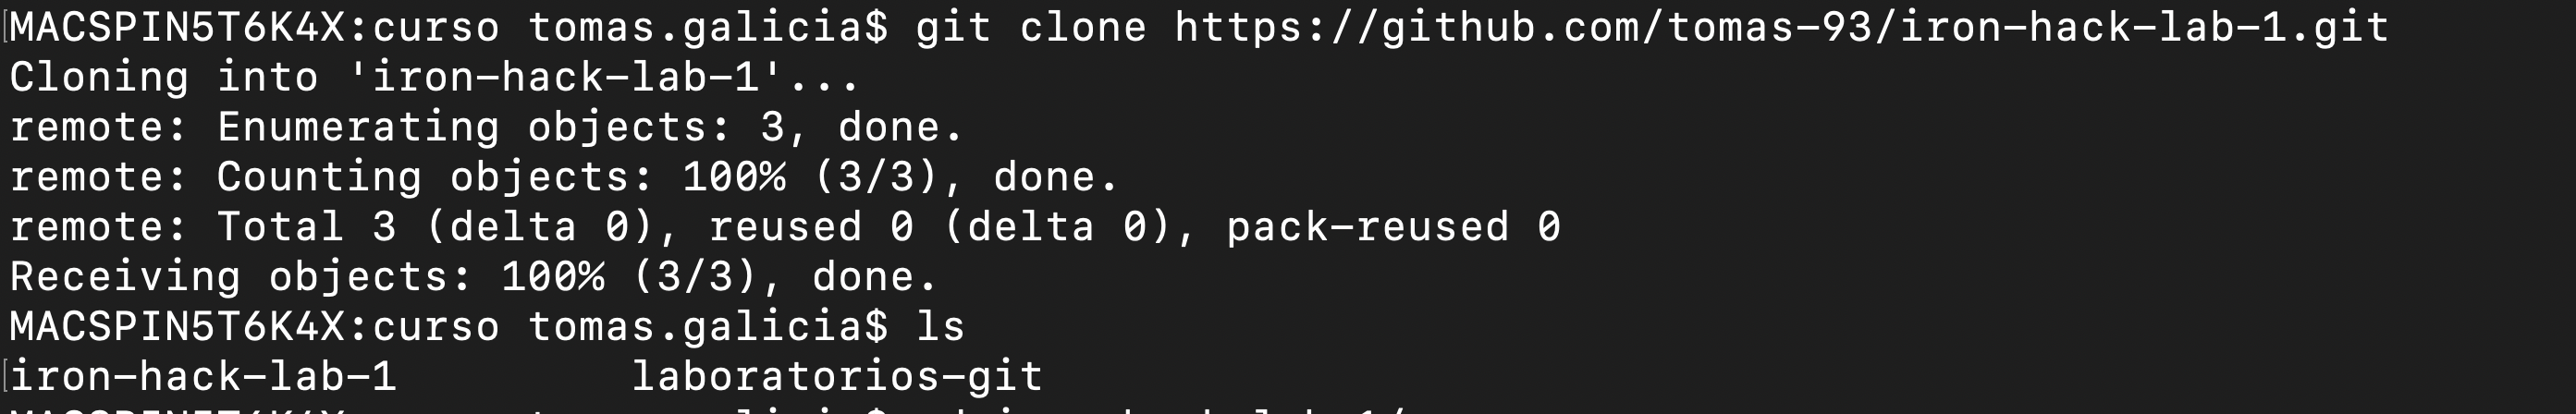 MACSPIN5T6K4X:curso tomas.galicia$ git clone https://github.com/tomas-93/iron-hack-lab-1.git
Cloning into 'iron-hack-lab-1'...
remote: Enumerating objects: 3, done.
remote: Counting objects: 100% (3/3), done.
remote: Total 3 (delta 0), reused 0 (delta 0), pack-reused 0
Receiving objects: 100% (3/3), done.
MACSPIN5T6K4X:curso tomas.galicia$ ls
iron-hack-lab-1 laboratorios-git